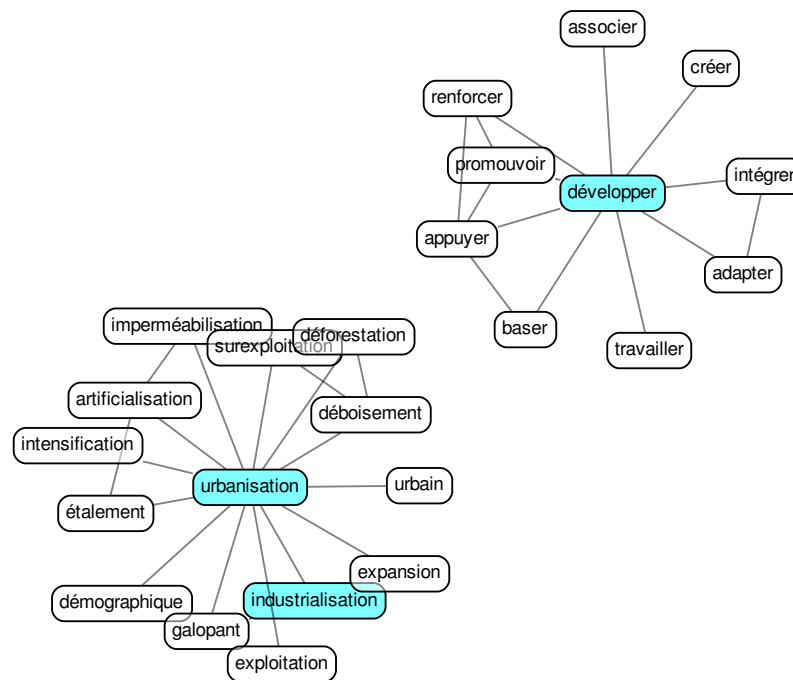 associer
créer
renforcer
promouvoir
intégrer
développer
appuyer
adapter
baser
travailler
imperméabilisation
déforestation
surexploitation
artificialisation
déboisement
intensification
urbanisation
urbain
étalement
expansion
démographique
industrialisation
galopant
exploitation